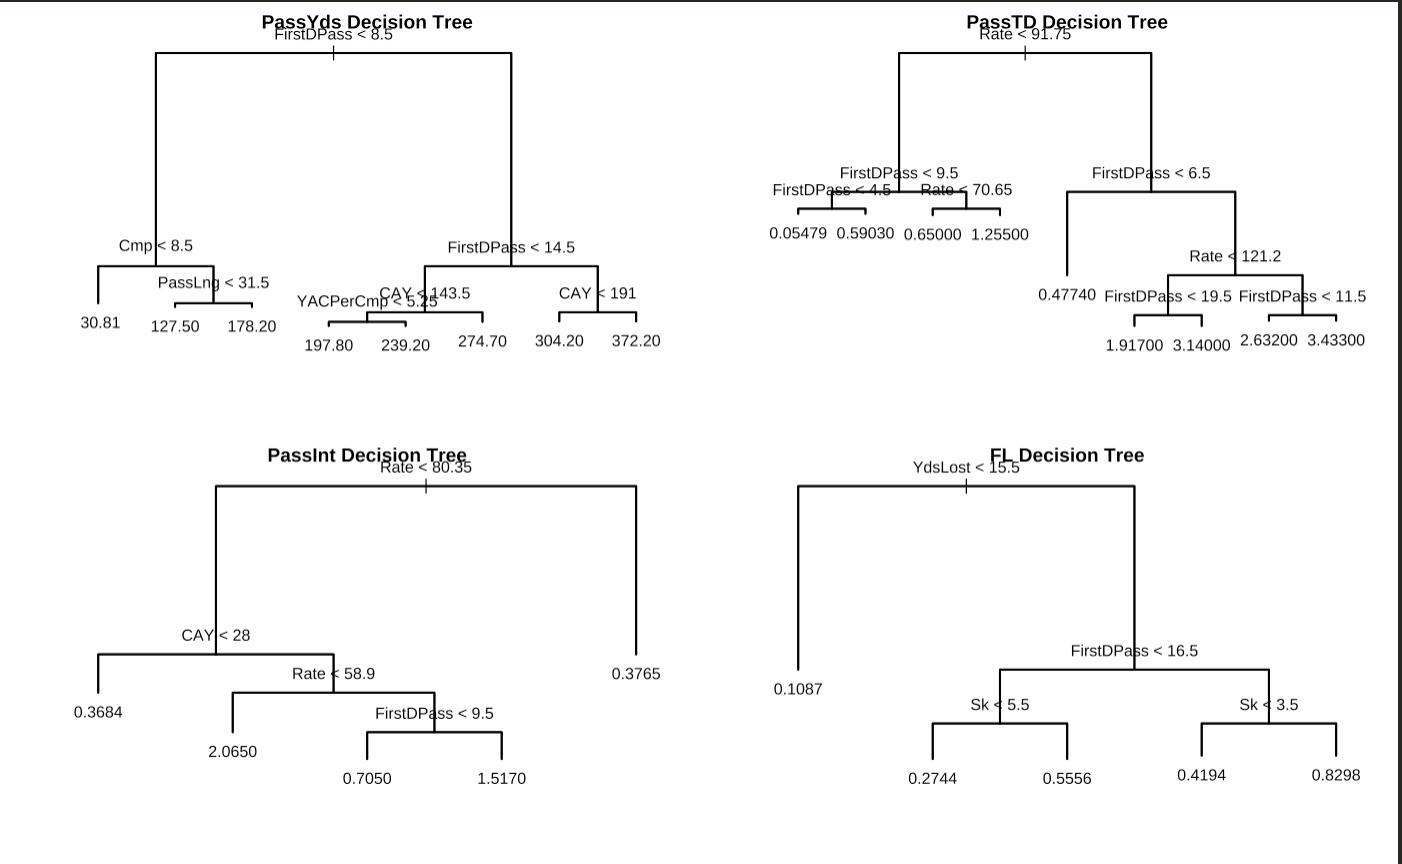 PassYds Decision Tree
FirstDPass < 8.5
Cmp < 8.5
FirstDPass < 14.5
PassLng < 31.5
CAY < 143.5
CAY < 191
YACPerCmp < 5.25
30.81
127.50
178.20
197.80
239.20
274.70
304.20
372.20
PassTD Decision Tree
Rate < 91.75
FirstDPass < 9.5
FirstDPass < 6.5
FirstDPass < 4.5
Rate < 70.65
0.05479
0.59030
0.65000
1.25500
Rate < 121.2
0.47740
FirstDPass < 19.5
FirstDPass < 11.5
1.91700
3.14000
2.63200
3.43300
PassInt Decision Tree
Rate < 80.35
CAY < 28
Rate < 58.9
0.3765
0.3684
FirstDPass < 9.5
2.0650
0.7050
1.5170
FL Decision Tree
YdsLost < 15.5
FirstDPass < 16.5
0.1087
Sk < 5.5
Sk < 3.5
0.2744
0.5556
0.4194
0.8298